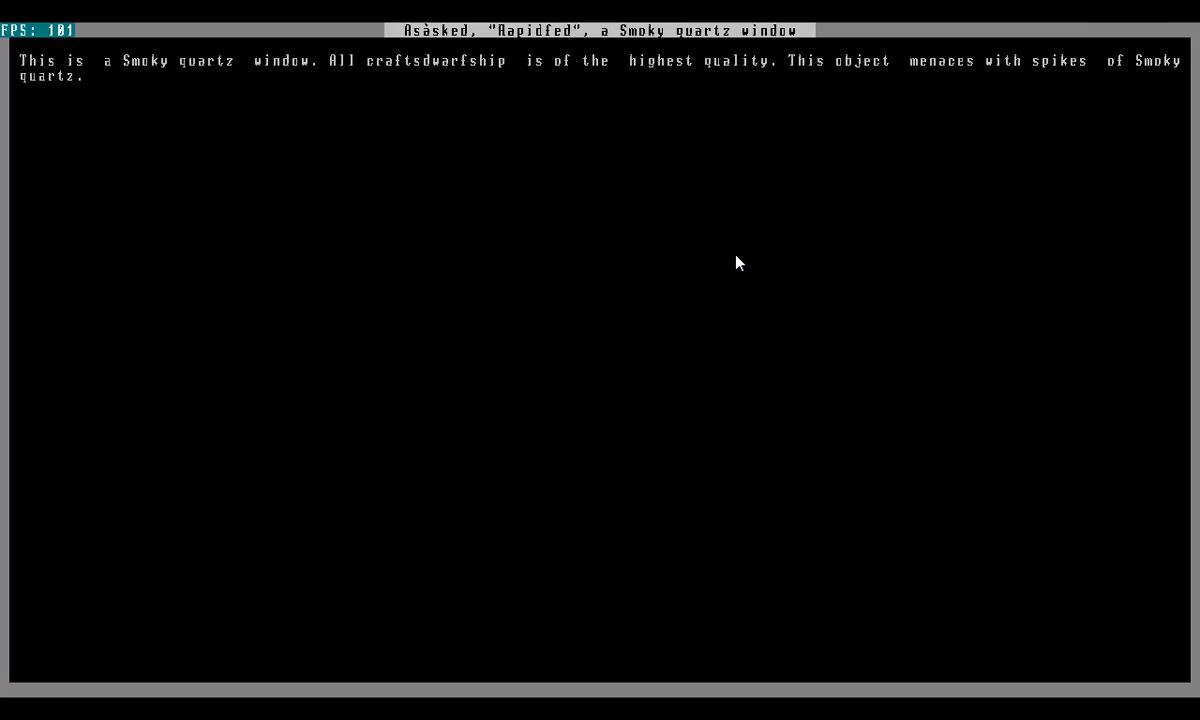 FPS: 101
Asàsked, "Rapidfed", a Smoky quartz window
This is a Smoky quartz window. All craftsdwarfship is of the highest quality. This object menaces with spikes of Smoky
quartz.